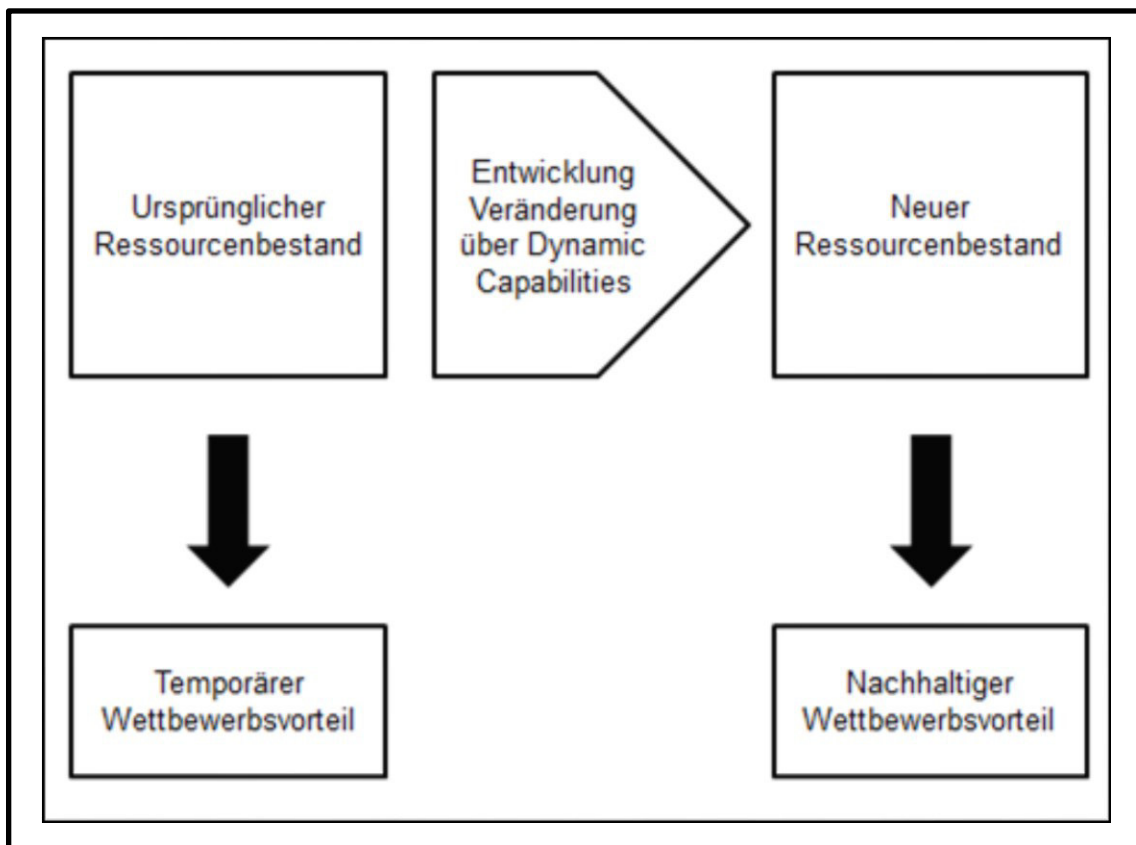 Ursprünglicher
Ressourcenbestand
Entwicklung
Veränderung
über Dynamic
Capabilities
Neuer
Ressourcenbestand
Temporärer
Wettbewerbsvorteil
Nachhaltiger
Wettbewerbsvorteil